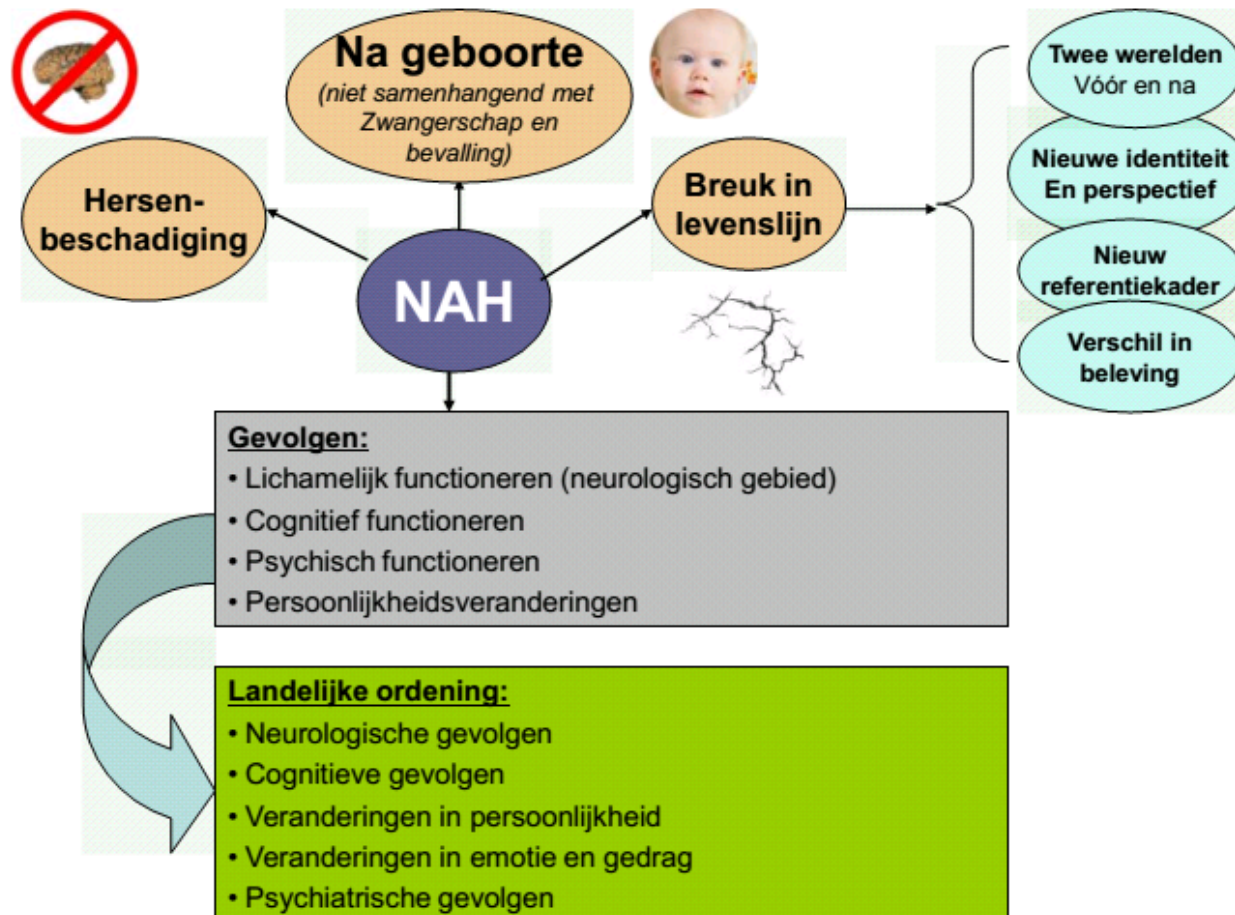 Na geboorte
(niet samenhangend met
Zwangerschap en
bevalling)
Hersen-
beschadiging
NAH
Breuk in
levenslijn
Twee werelden
Vóór en na
Nieuwe identiteit
En perspectief
Nieuw
referentiekader
Verschil in
beleving
Gevolgen:
• Lichamelijk functioneren (neurologisch gebied)
• Cognitief functioneren
• Psychisch functioneren
• Persoonlijkheidsveranderingen
Landelijke ordening:
• Neurologische gevolgen
• Cognitieve gevolgen
• Veranderingen in persoonlijkheid
• Veranderingen in emotie en gedrag
• Psychiatrische gevolgen